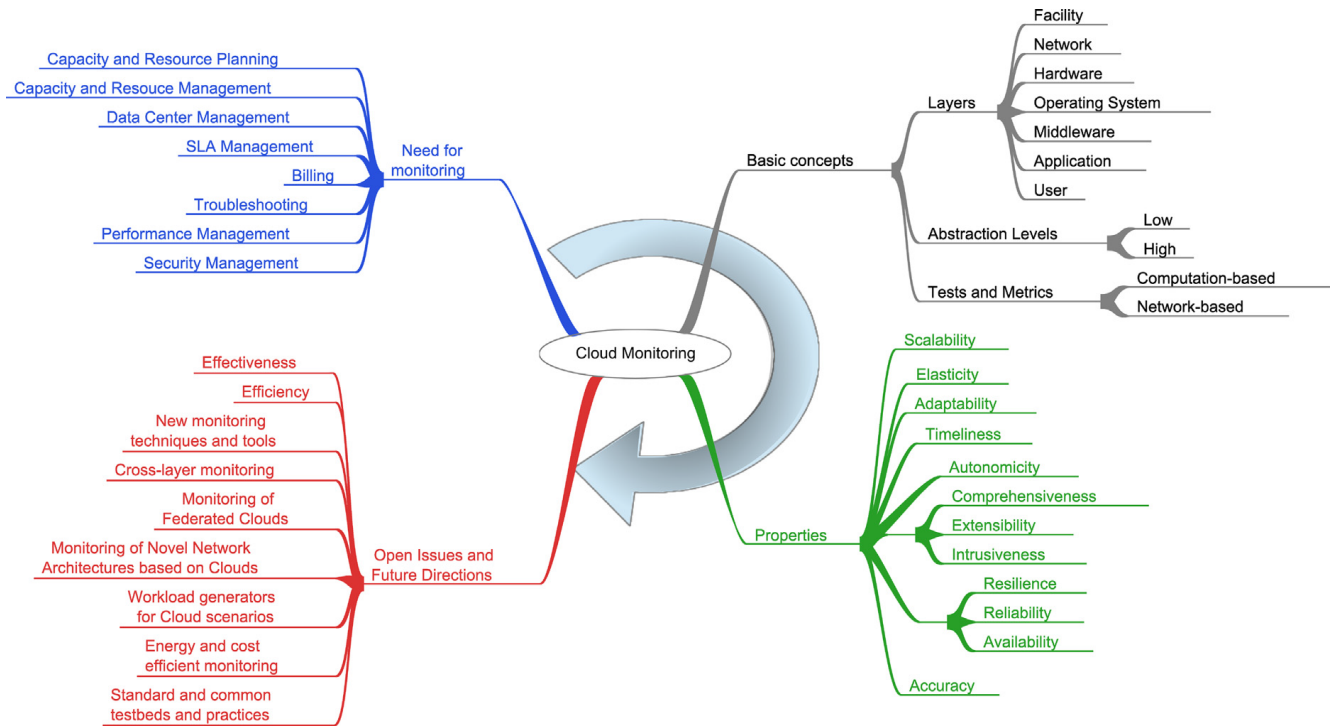 Capacity and Resource Planning
Capacity and Resouce Management
Data Center Management
SLA Management
Billing
Troubleshooting
Performance Management
Security Management
Need for
monitoring
Basic concepts
Layers
Facility
Network
Hardware
Operating System
Middleware
Application
User
Abstraction Levels
Low
High
Tests and Metrics
Computation-based
Network-based
Cloud Monitoring
Effectiveness
Efficiency
New monitoring
techniques and tools
Cross-layer monitoring
Monitoring of
Federated Clouds
Monitoring of Novel Network
Architectures based on Clouds
Workload generators
for Cloud scenarios
Energy and cost
efficient monitoring
Standard and common
testbeds and practices
Open Issues and
Future Directions
Properties
Scalability
Elasticity
Adaptability
Timeliness
Autonomicity
Comprehensiveness
Extensibility
Intrusiveness
Resilience
Reliability
Availability
Accuracy